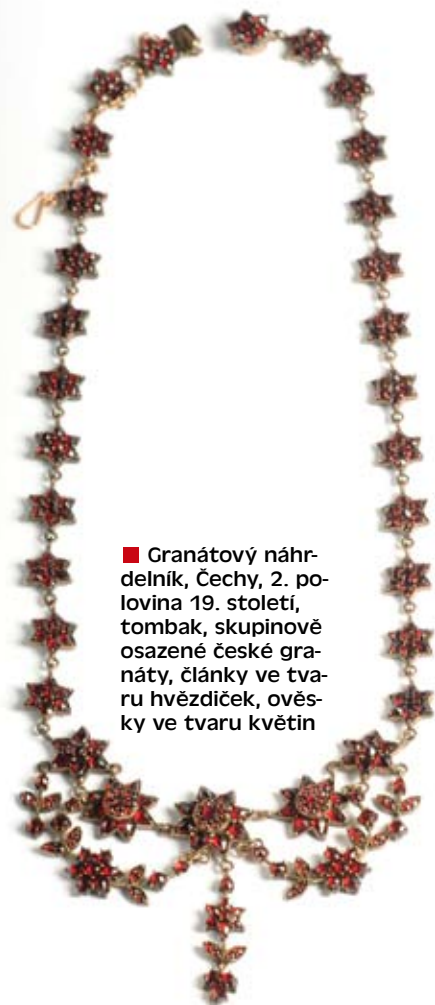 Granátový náhr-
delník, Čechy, 2. po-
lovina 19. století,
tombak, skupinově
osazené české gra-
náty, články ve tva-
ru hvězdiček, ověs-
ky ve tvaru květin